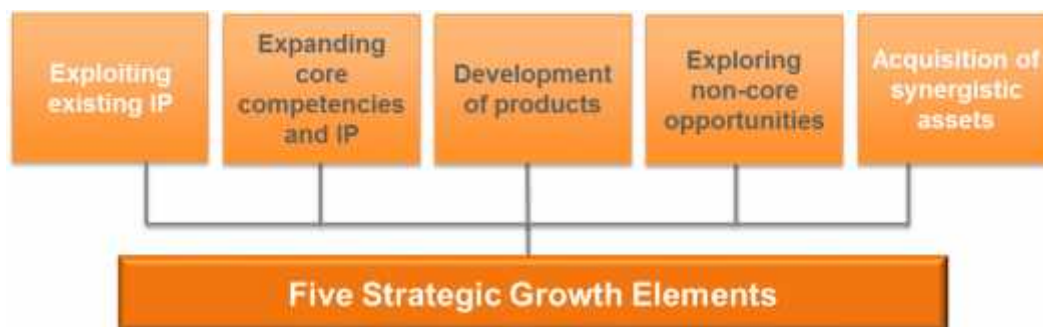 Exploiting
existing IP
Expanding
core
competencies
and IP
Development
of products
Exploring
non-core
opportunities
Acquisition of
synergistic
assets
Five Strategic Growth Elements